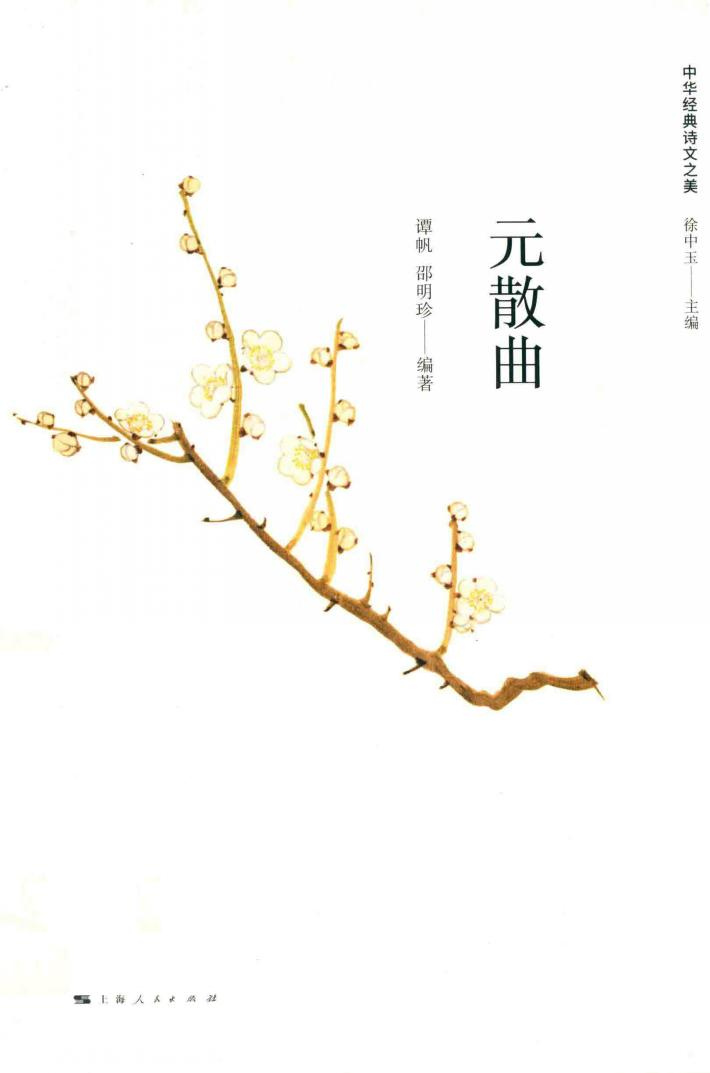 中华经典诗文之美
徐中玉——主编
元散曲
谭帆 邵明珍——编著
上海人民出版社